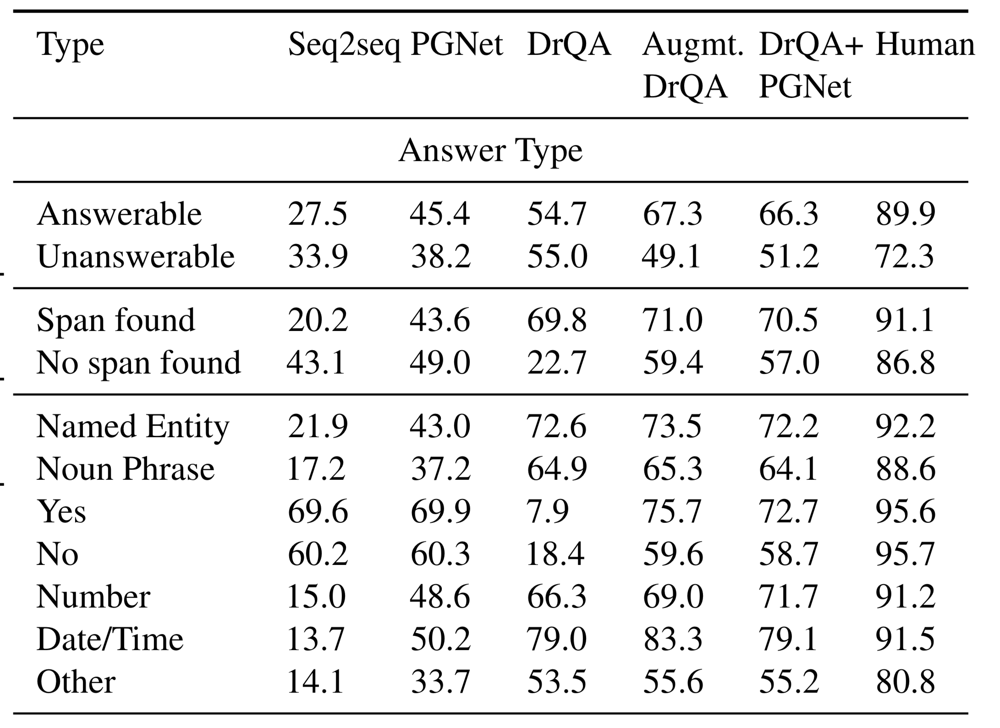 Type Seq2seq PGNet DrQA Augmt. DrQA+ Human
DrQA PGNet
Answer Type
Answerable 27.5 45.4 54.7 67.3 66.3 89.9
Unanswerable 33.9 38.2 55.0 49.1 51.2 72.3
Span found 20.2 43.6 69.8 71.0 70.5 91.1
No span found 43.1 49.0 22.7 59.4 57.0 86.8
Named Entity 21.9 43.0 72.6 73.5 72.2 92.2
Noun Phrase 17.2 37.2 64.9 65.3 64.1 88.6
Yes 69.6 69.9 7.9 75.7 72.7 95.6
No 60.2 60.3 18.4 59.6 58.7 95.7
Number 15.0 48.6 66.3 69.0 71.7 91.2
Date/Time 13.7 50.2 79.0 83.3 79.1 91.5
Other 14.1 33.7 53.5 55.6 55.2 80.8